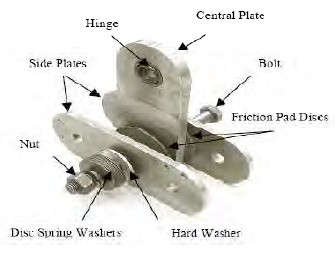 Central Plate
Hinge
Side Plates
Bolt
Friction Pad Discs
Nut
Disc Spring Washers
Hard Washer